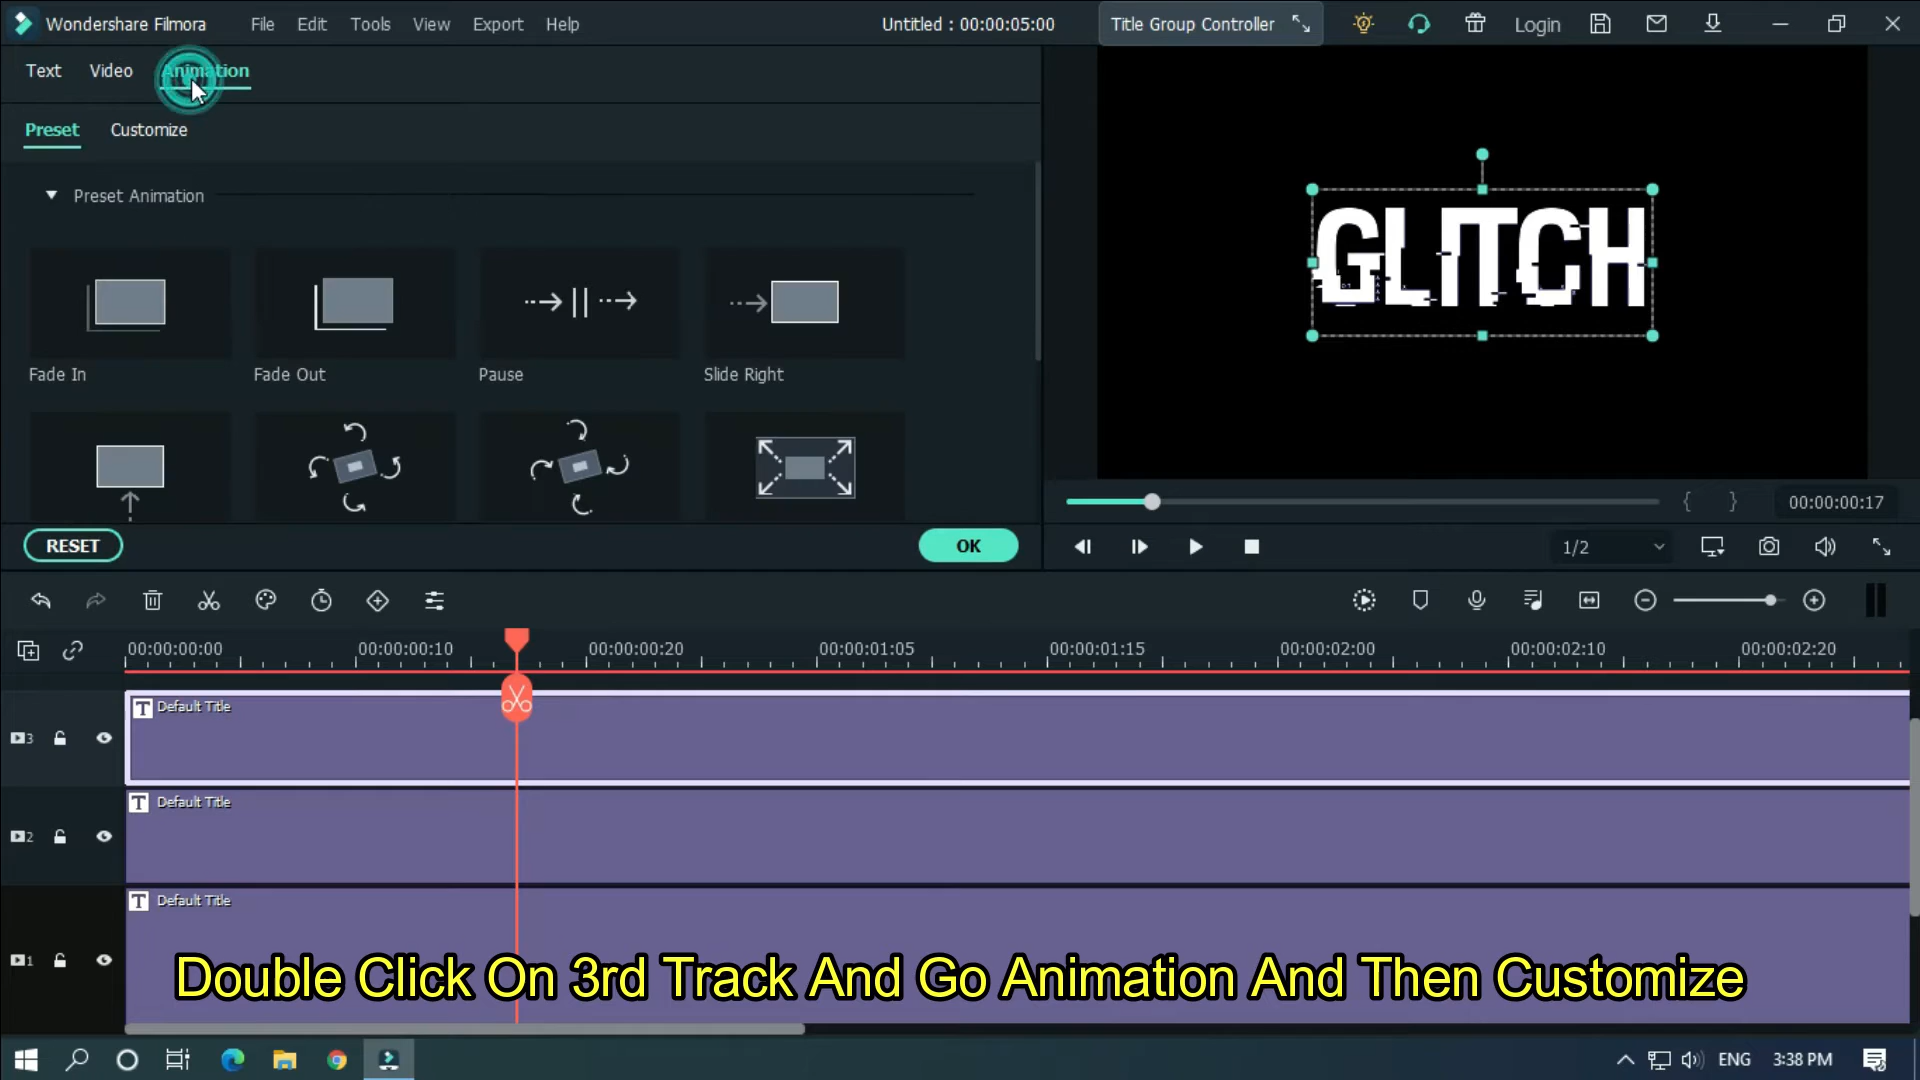 Wondershare Filmora File Edit Tools View Export Help Untitled : 00:00:05:00 Title Group Controller Login
Text Video Animation
Preset Customize
Preset Animation
GLITCH
Fade In Fade Out Pause Slide Right
00:00:00:17
RESET OK 1/2
00:00:00:00 00:00:00:10 00:00:00:20 00:00:01:05 00:00:01:15 00:00:02:00 00:00:02:10 00:00:02:20
T Default Title
3
T Default Title
2
T Default Title
1
Double Click On 3rd Track And Go Animation And Then Customize
ENG 3:38 PM